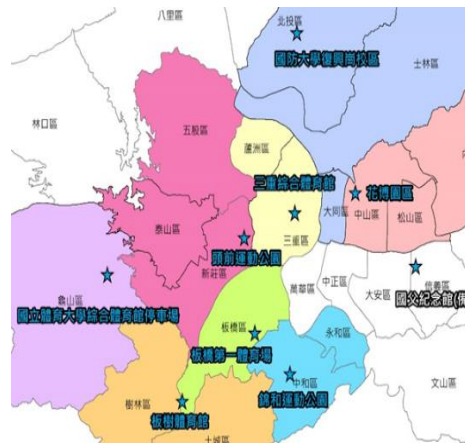 八里區
北投區
國防大學復興崗校區
士林區
林口區
五股區
蘆洲區
三重綜合體育館
花博園區
大同區
中山區
松山區
泰山區
頭前運動公園
三重區
新莊區
龜山區
國立體育大學綜合體育館停車場
萬華區
中正區
大安區
信義區
國父紀念館
板橋區
板橋第一體育場
永和區
中和區
錦和運動公園
文山區
樹林區
板樹體育館
土城區